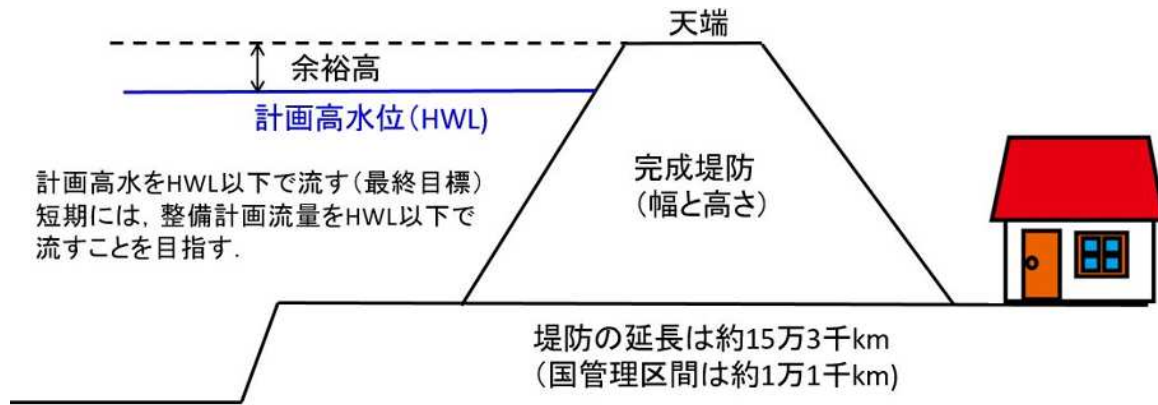 天端
余裕高
計画高水位(HWL)
計画高水をHWL以下で流す(最終目標)
短期には, 整備計画流量をHWL以下で
流すことを目指す.
完成堤防
(幅と高さ)
堤防の延長は約15万3千km
(国管理区間は約1万1千km)